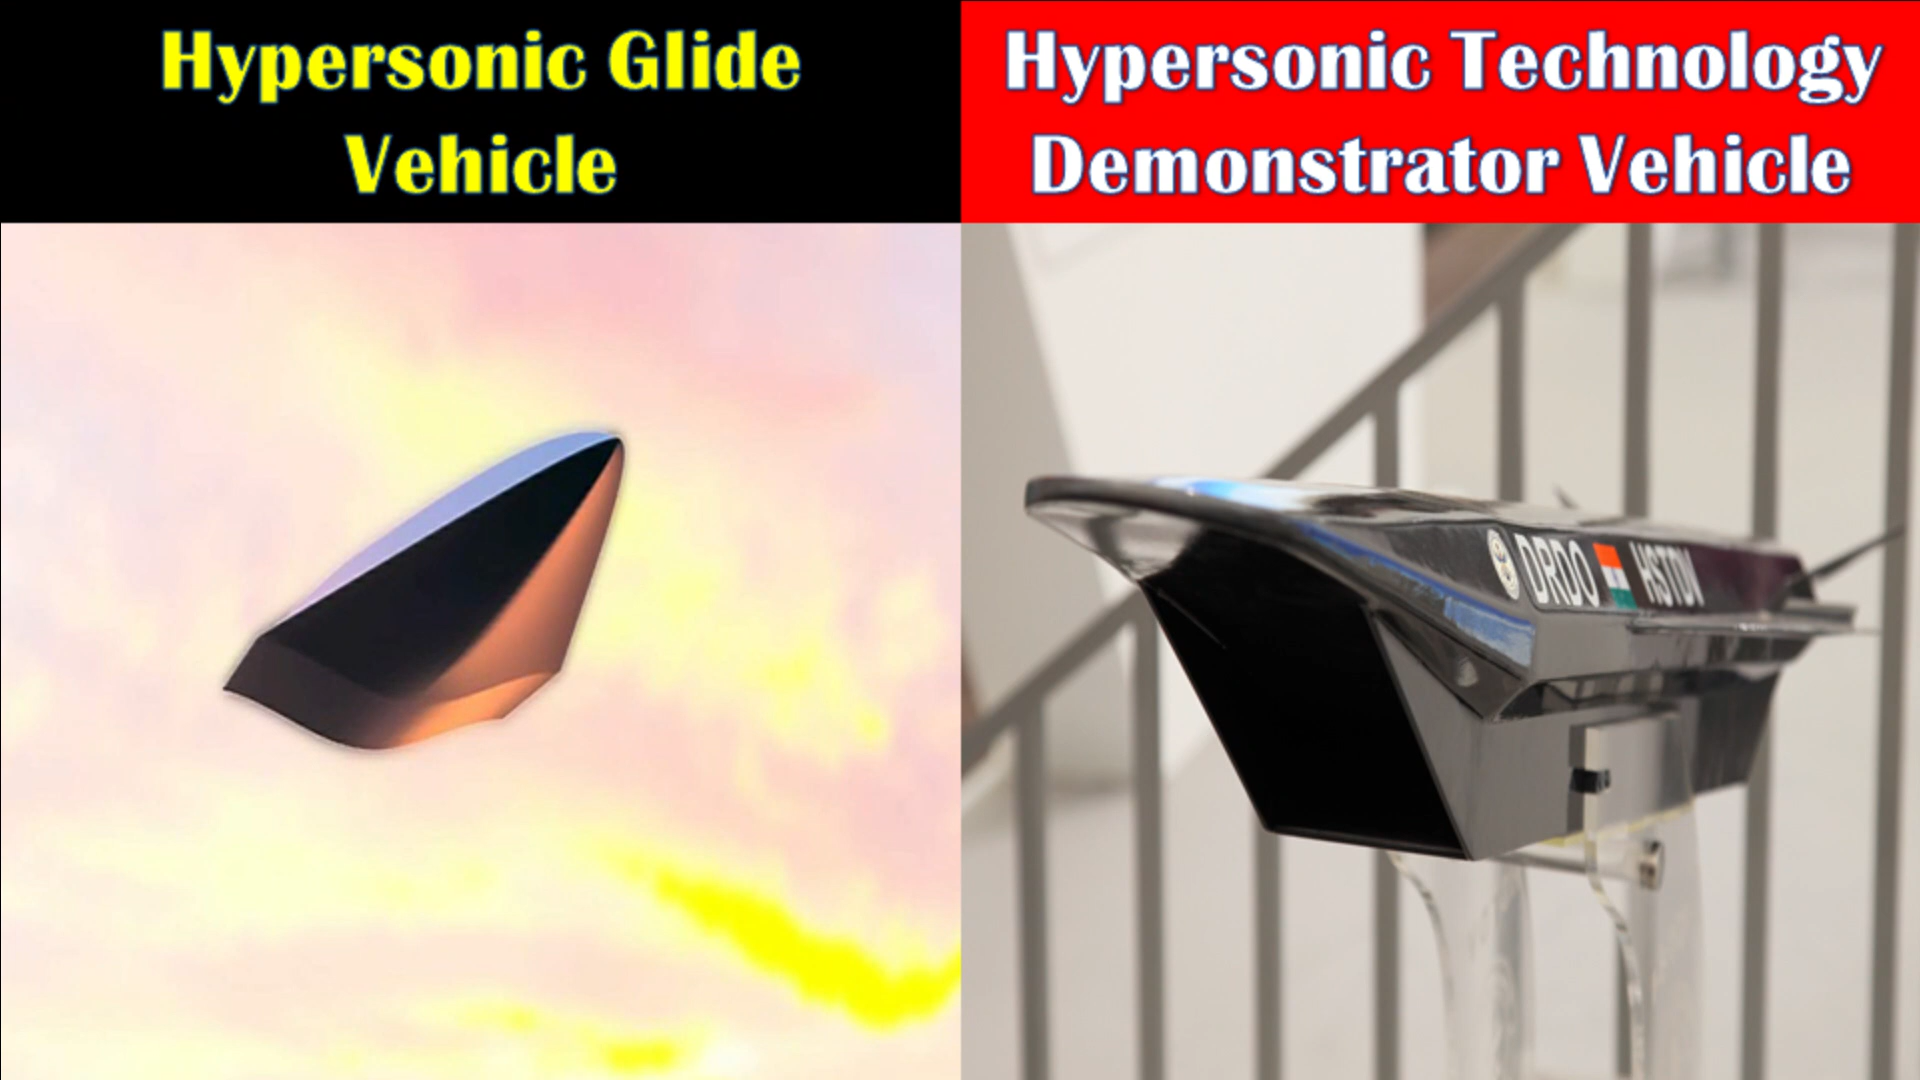 Hypersonic Glide
Vehicle
Hypersonic Technology
Demonstrator Vehicle
DRDO HSTDV